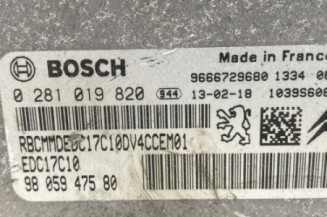 BOSCH
Made in France
9666729680 1334
0 281 019 820 944 13-02-18
RBCMMDEDC17C10DV4CCEM01
EDC17C10
98 059 475 80